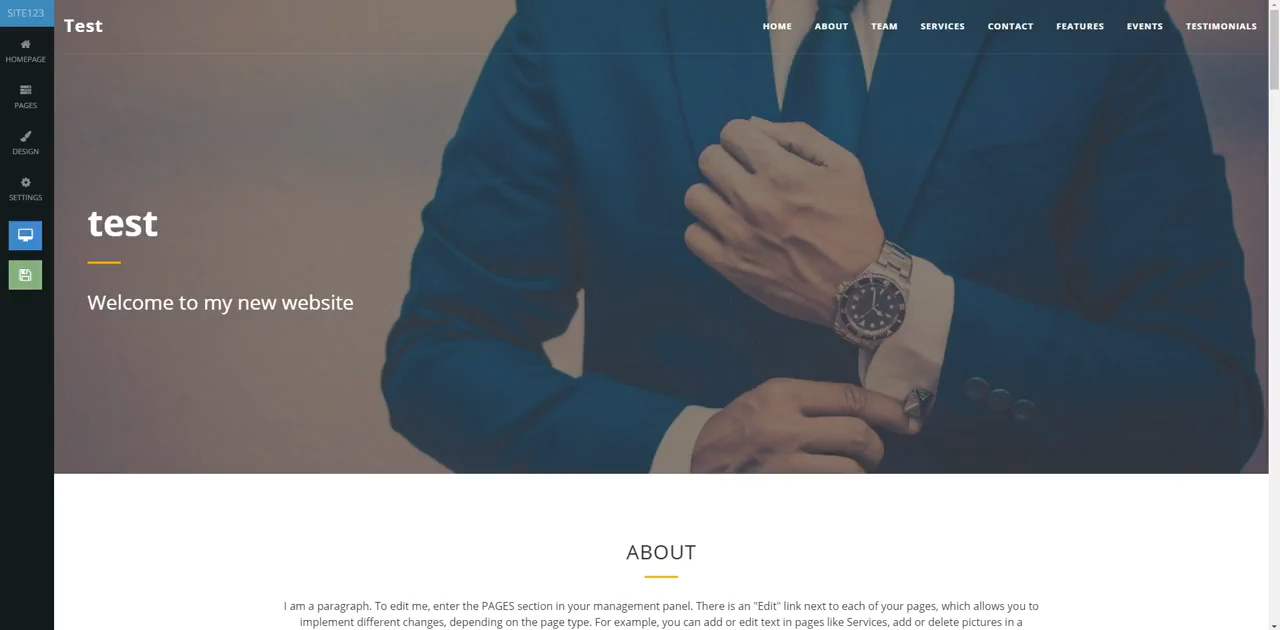 SITE123
HOMEPAGE
PAGES
DESIGN
SETTINGS
Test
HOME ABOUT TEAM SERVICES CONTACT FEATURES EVENTS TESTIMONIALS
test
Welcome to my new website
ABOUT
I am a paragraph. To edit me, enter the PAGES section in your management panel. There is an "Edit" link next to each of your pages, which allows you to
implement different changes, depending on the page type. For example, you can add or edit text in pages like Services, add or delete pictures in a